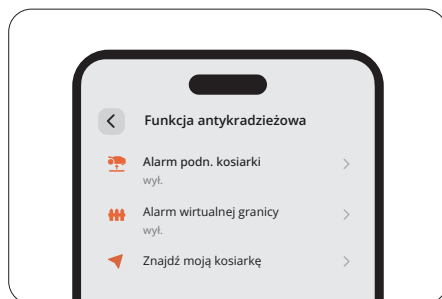 Funkcja antykradzieżowa
Alarm podn. kosiarki
wył.
Alarm wirtualnej granicy
wył.
Znajdź moją kosiarkę